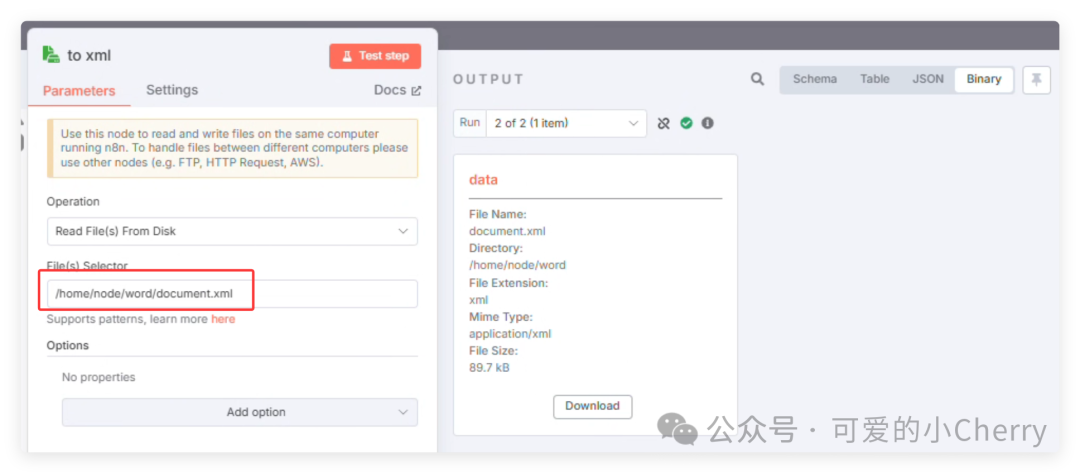 to xml
Test step
Parameters
Settings
Docs
Use this node to read and write files on the same computer
running n8n. To handle files between different computers please
use other nodes (e.g. FTP, HTTP Request, AWS).
Operation
Read File(s) From Disk
File(s) Selector
/home/node/word/document.xml
Supports patterns, learn more here
Options
No properties
Add option
OUTPUT
Schema
Table
JSON
Binary
Run
2 of 2 (1 item)
data
File Name:
document.xml
Directory:
/home/node/word
File Extension:
xml
Mime Type:
application/xml
File Size:
89.7 kB
Download
公众号 · 可爱的小Cherry